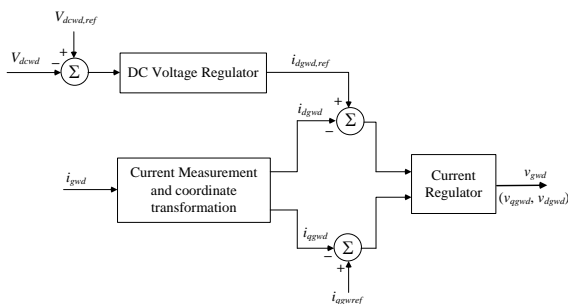 V_dcwd,ref
V_dcwd
+
−
Σ
DC Voltage Regulator
i_dgwd,ref
+
−
Σ
i_dgwd
i_gwd
Current Measurement
and coordinate
transformation
Current
Regulator
v_gwd
(v_qgwd, v_dgwd)
i_qgwd
−
Σ
+
i_qgwref